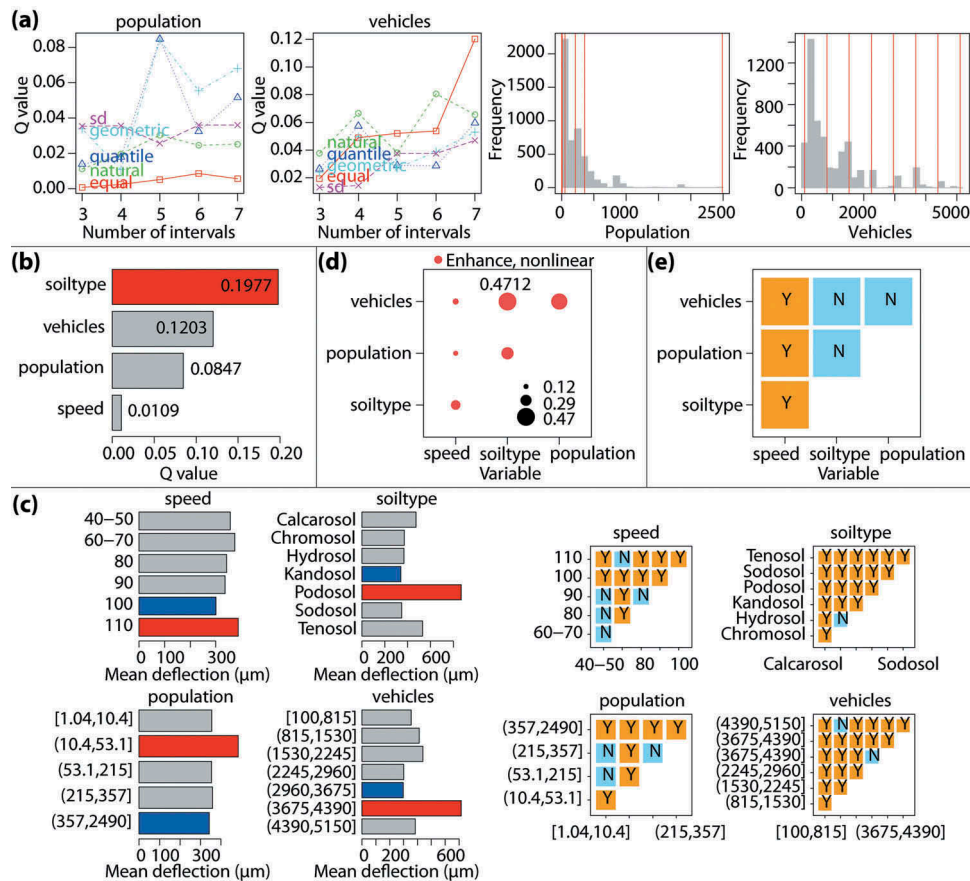 (a)
population
vehicles
Q value
0.08
0.06
0.04
0.02
0.00
sd
geometric
quantile
natural
equal
3 4 5 6 7
Number of intervals
Q value
0.12
0.10
0.08
0.06
0.04
0.02
natural
quantile
geometric
equal
sd
3 4 5 6 7
Number of intervals
Frequency
2000
1000
500
0
0 1000 2500
Population
Frequency
1400
1000
600
200
0
0 2000 5000
Vehicles
(b)
soiltype
vehicles
population
speed
0.1977
0.1203
0.0847
0.0109
0.00 0.05 0.10 0.15 0.20
Q value
(d)
Enhance, nonlinear
0.4712
vehicles
population
soiltype
0.12
0.29
0.47
speed soiltype population
Variable
(e)
vehicles Y N N
population Y N
soiltype Y
speed soiltype population
Variable
(c)
speed
40–50
60–70
80
90
100
110
0 300
Mean deflection (μm)
soiltype
Calcarosol
Chromosol
Hydrosol
Kandosol
Podosol
Sodosol
Tenosol
0 200 400 600 800
Mean deflection (μm)
speed
110 Y N Y Y Y
100 Y Y Y Y
90 N Y N
80 N Y
60–70 N
40–50 80 100
soiltype
Tenosol Y Y Y Y Y Y
Sodosol Y Y Y Y Y
Podosol Y Y Y Y
Kandosol Y Y Y
Hydrosol Y N
Chromosol Y
Calcarosol Sodosol
population
[1.04,10.4]
(10.4,53.1]
(53.1,215]
(215,357]
(357,2490]
0 100 200 300
Mean deflection (μm)
vehicles
[100,815]
(815,1530]
(1530,2245]
(2245,2960]
(2960,3675]
(3675,4390]
(4390,5150]
0 200 400 600
Mean deflection (μm)
population
(357,2490] Y Y Y Y
(215,357] N Y N
(53.1,215] N Y
(10.4,53.1] Y
[1.04,10.4] (215,357]
vehicles
(4390,5150] Y N Y Y Y Y
(3675,4390] Y Y Y Y Y
(3675,4390] Y Y Y N
(2245,2960] Y Y Y
(1530,2245] Y Y
(815,1530] Y
[100,815] (3675,4390]